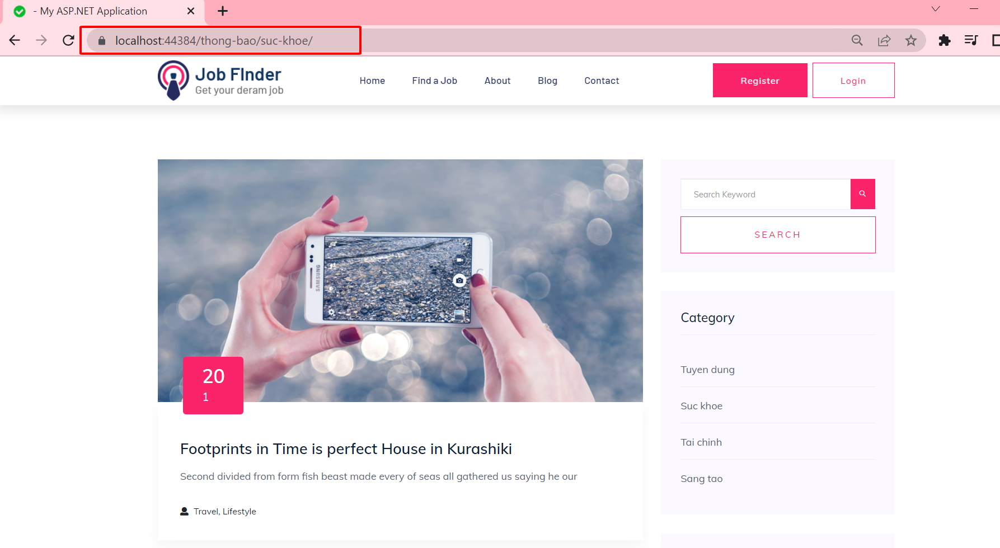 - My ASP.NET Application
localhost:44384/thong-bao/suc-khoe/
Job FInder
Get your deram job
Home
Find a Job
About
Blog
Contact
Register
Login
SAMSUNG
MODE
20
1
Footprints in Time is perfect House in Kurashiki
Second divided from form fish beast made every of seas all gathered us saying he our
Travel, Lifestyle
Search Keyword
SEARCH
Category
Tuyen dung
Suc khoe
Tai chinh
Sang tao